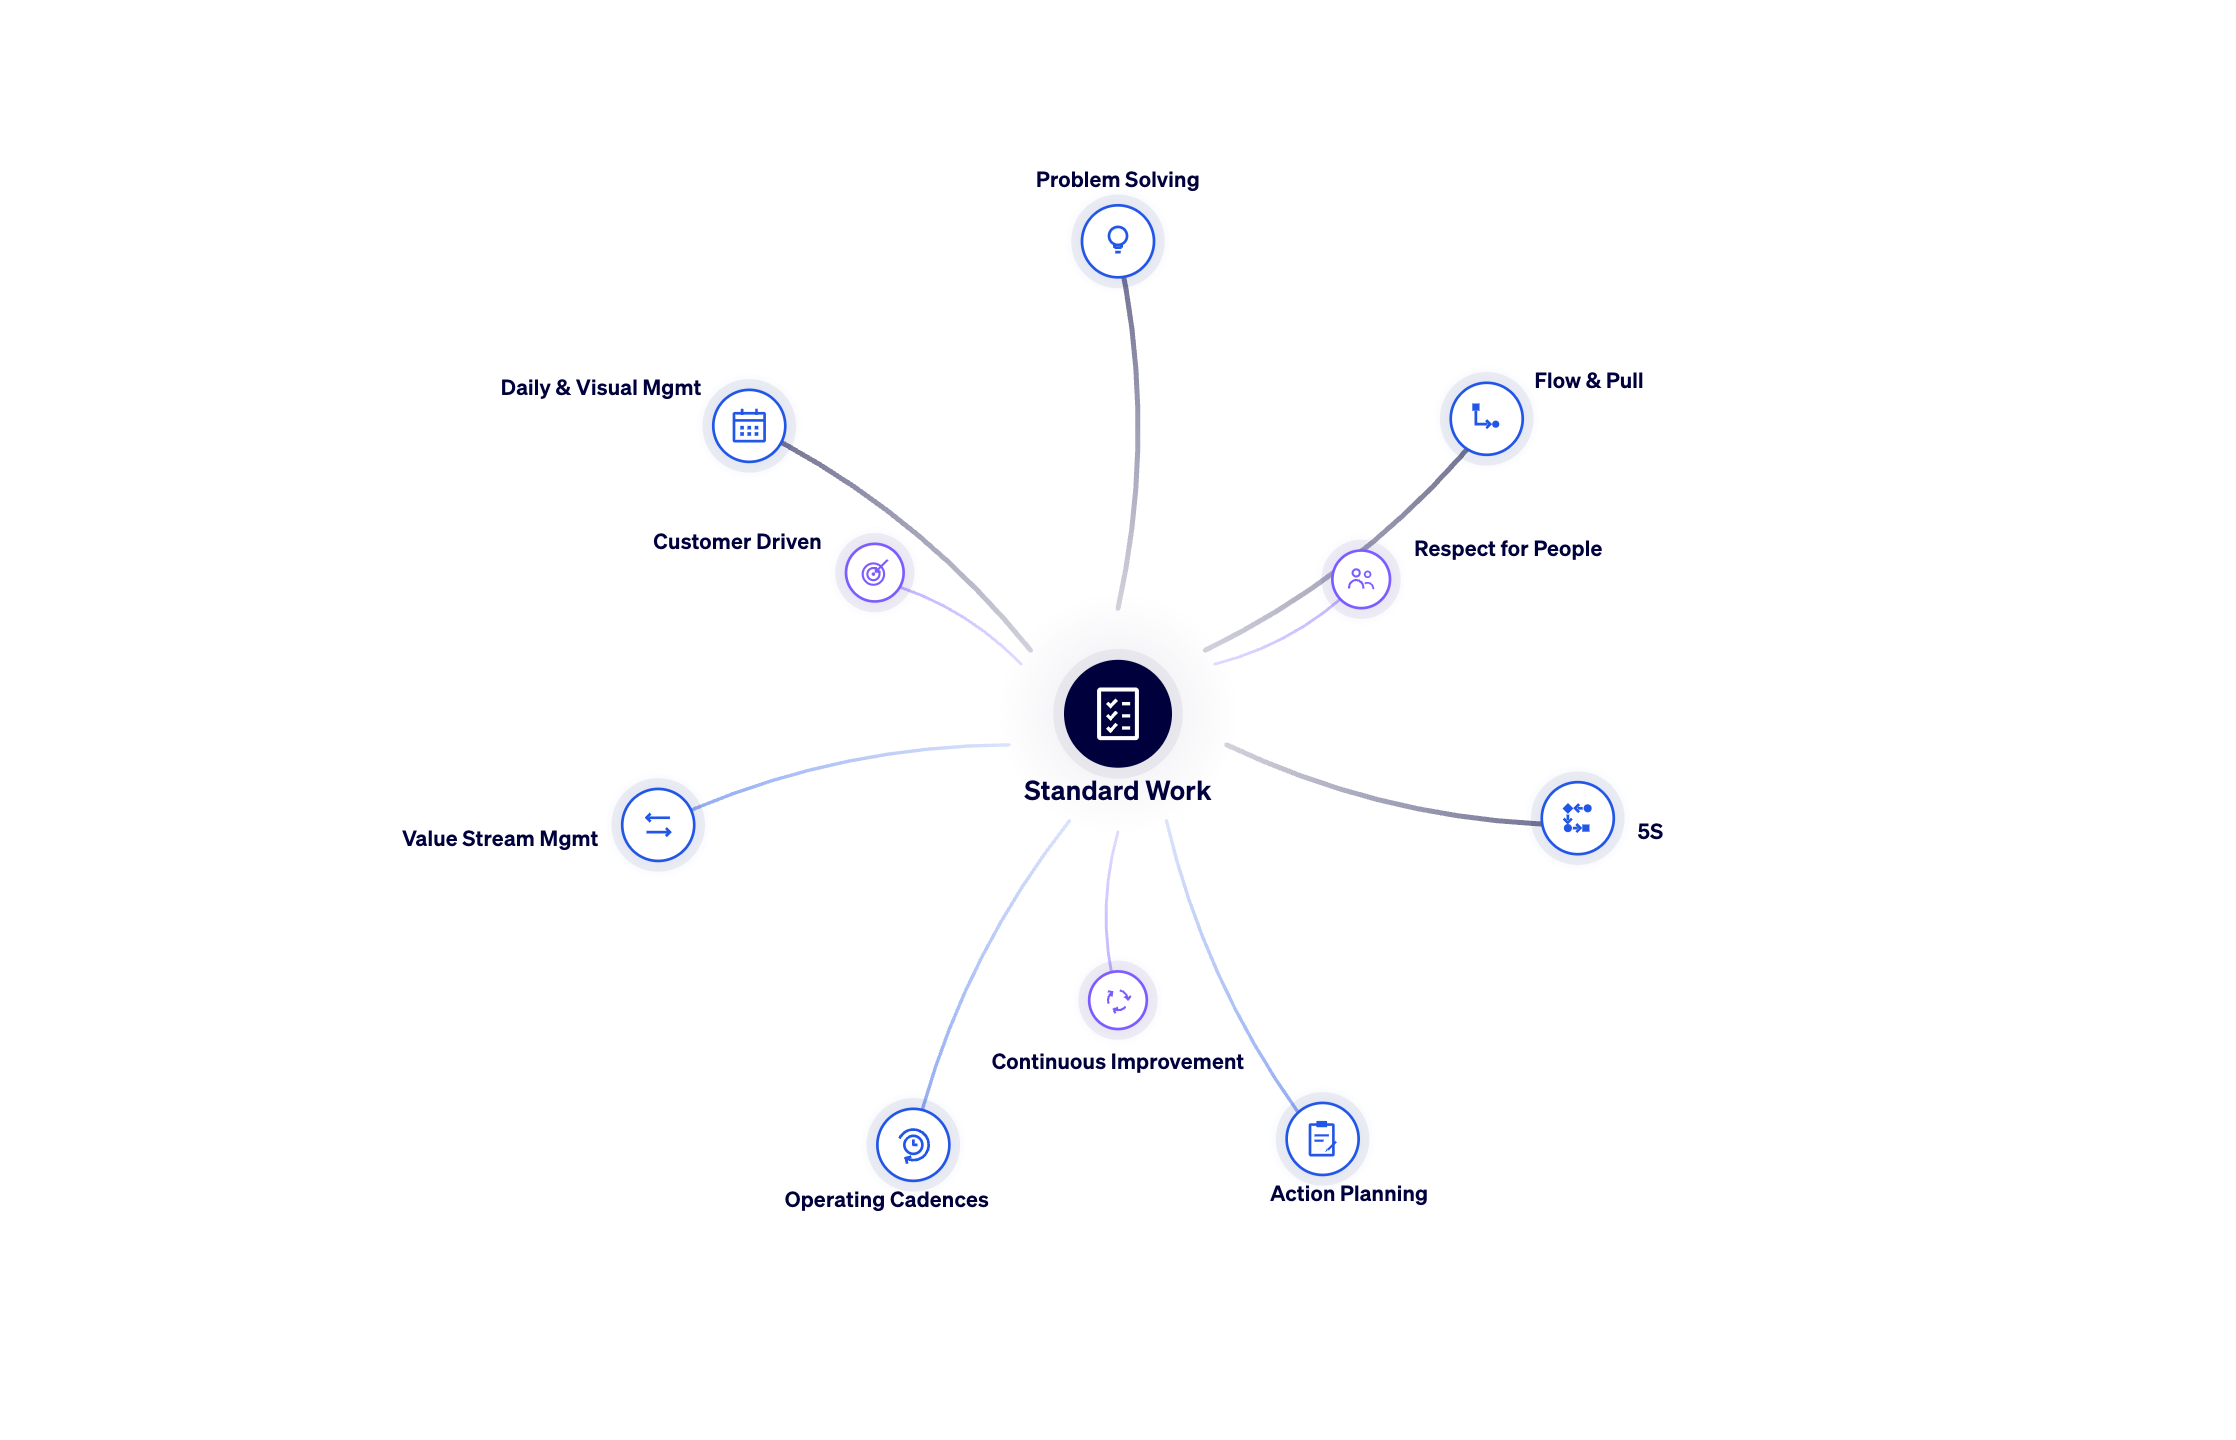 Problem Solving
Flow & Pull
Daily & Visual Mgmt
Customer Driven
Respect for People
Standard Work
5S
Value Stream Mgmt
Continuous Improvement
Action Planning
Operating Cadences